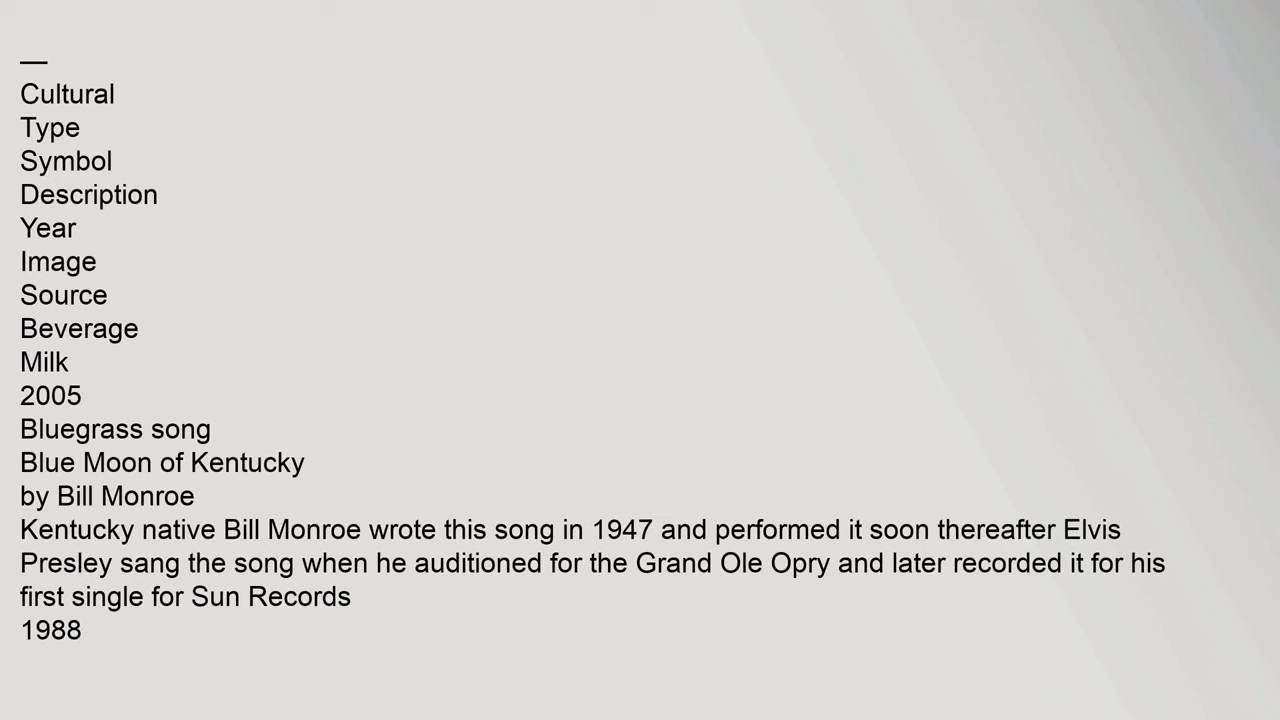 —
Cultural
Type
Symbol
Description
Year
Image
Source
Beverage
Milk
2005
Bluegrass song
Blue Moon of Kentucky
by Bill Monroe
Kentucky native Bill Monroe wrote this song in 1947 and performed it soon thereafter Elvis
Presley sang the song when he auditioned for the Grand Ole Opry and later recorded it for his
first single for Sun Records
1988